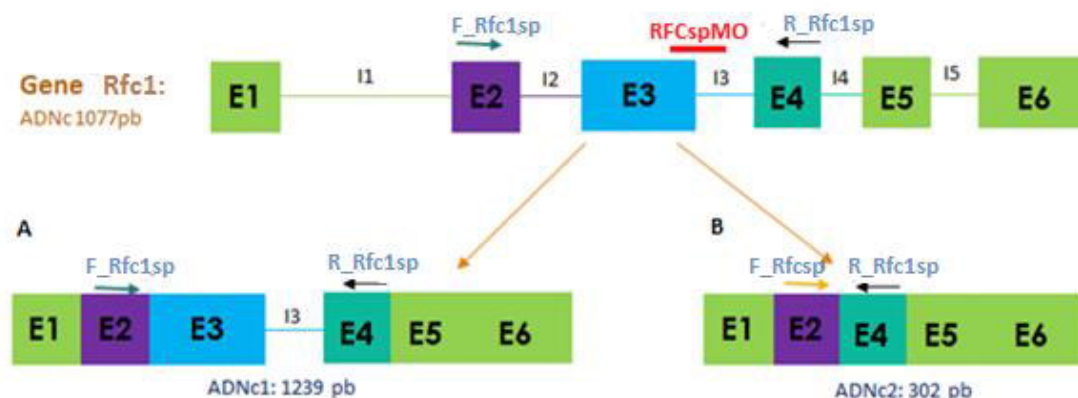 F_Rfc1sp RFCspMO R_Rfc1sp
Gene Rfc1:
ADNc 1077pb
E1 I1 E2 I2 E3 I3 E4 I4 E5 I5 E6
A
B
F_Rfc1sp R_Rfc1sp
F_Rfcsp R_Rfc1sp
E1 E2 E3 I3 E4 E5 E6
E1 E2 E4 E5 E6
ADNc1: 1239 pb
ADNc2: 302 pb